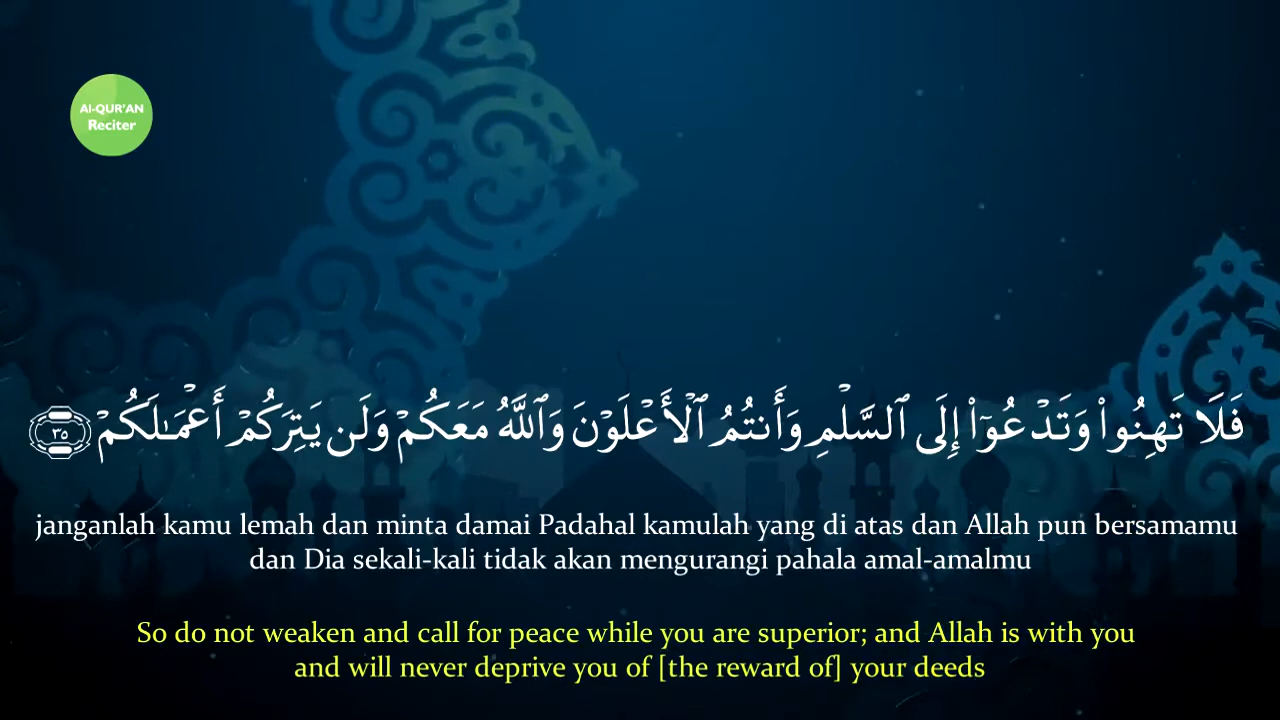 Al-QUR'AN
Reciter
فَلَا تَهِنُوا۟ وَتَدْعُوٓا۟ إِلَى ٱلسَّلْمِ وَأَنتُمُ ٱلْأَعْلَوْنَ وَٱللَّهُ مَعَكُمْ وَلَن يَتِرَكُمْ أَعْمَـٰلَكُمْ ٣٥
janganlah kamu lemah dan minta damai Padahal kamulah yang di atas dan Allah pun bersamamu
dan Dia sekali-kali tidak akan mengurangi pahala amal-amalmu
So do not weaken and call for peace while you are superior; and Allah is with you
and will never deprive you of [the reward of] your deeds